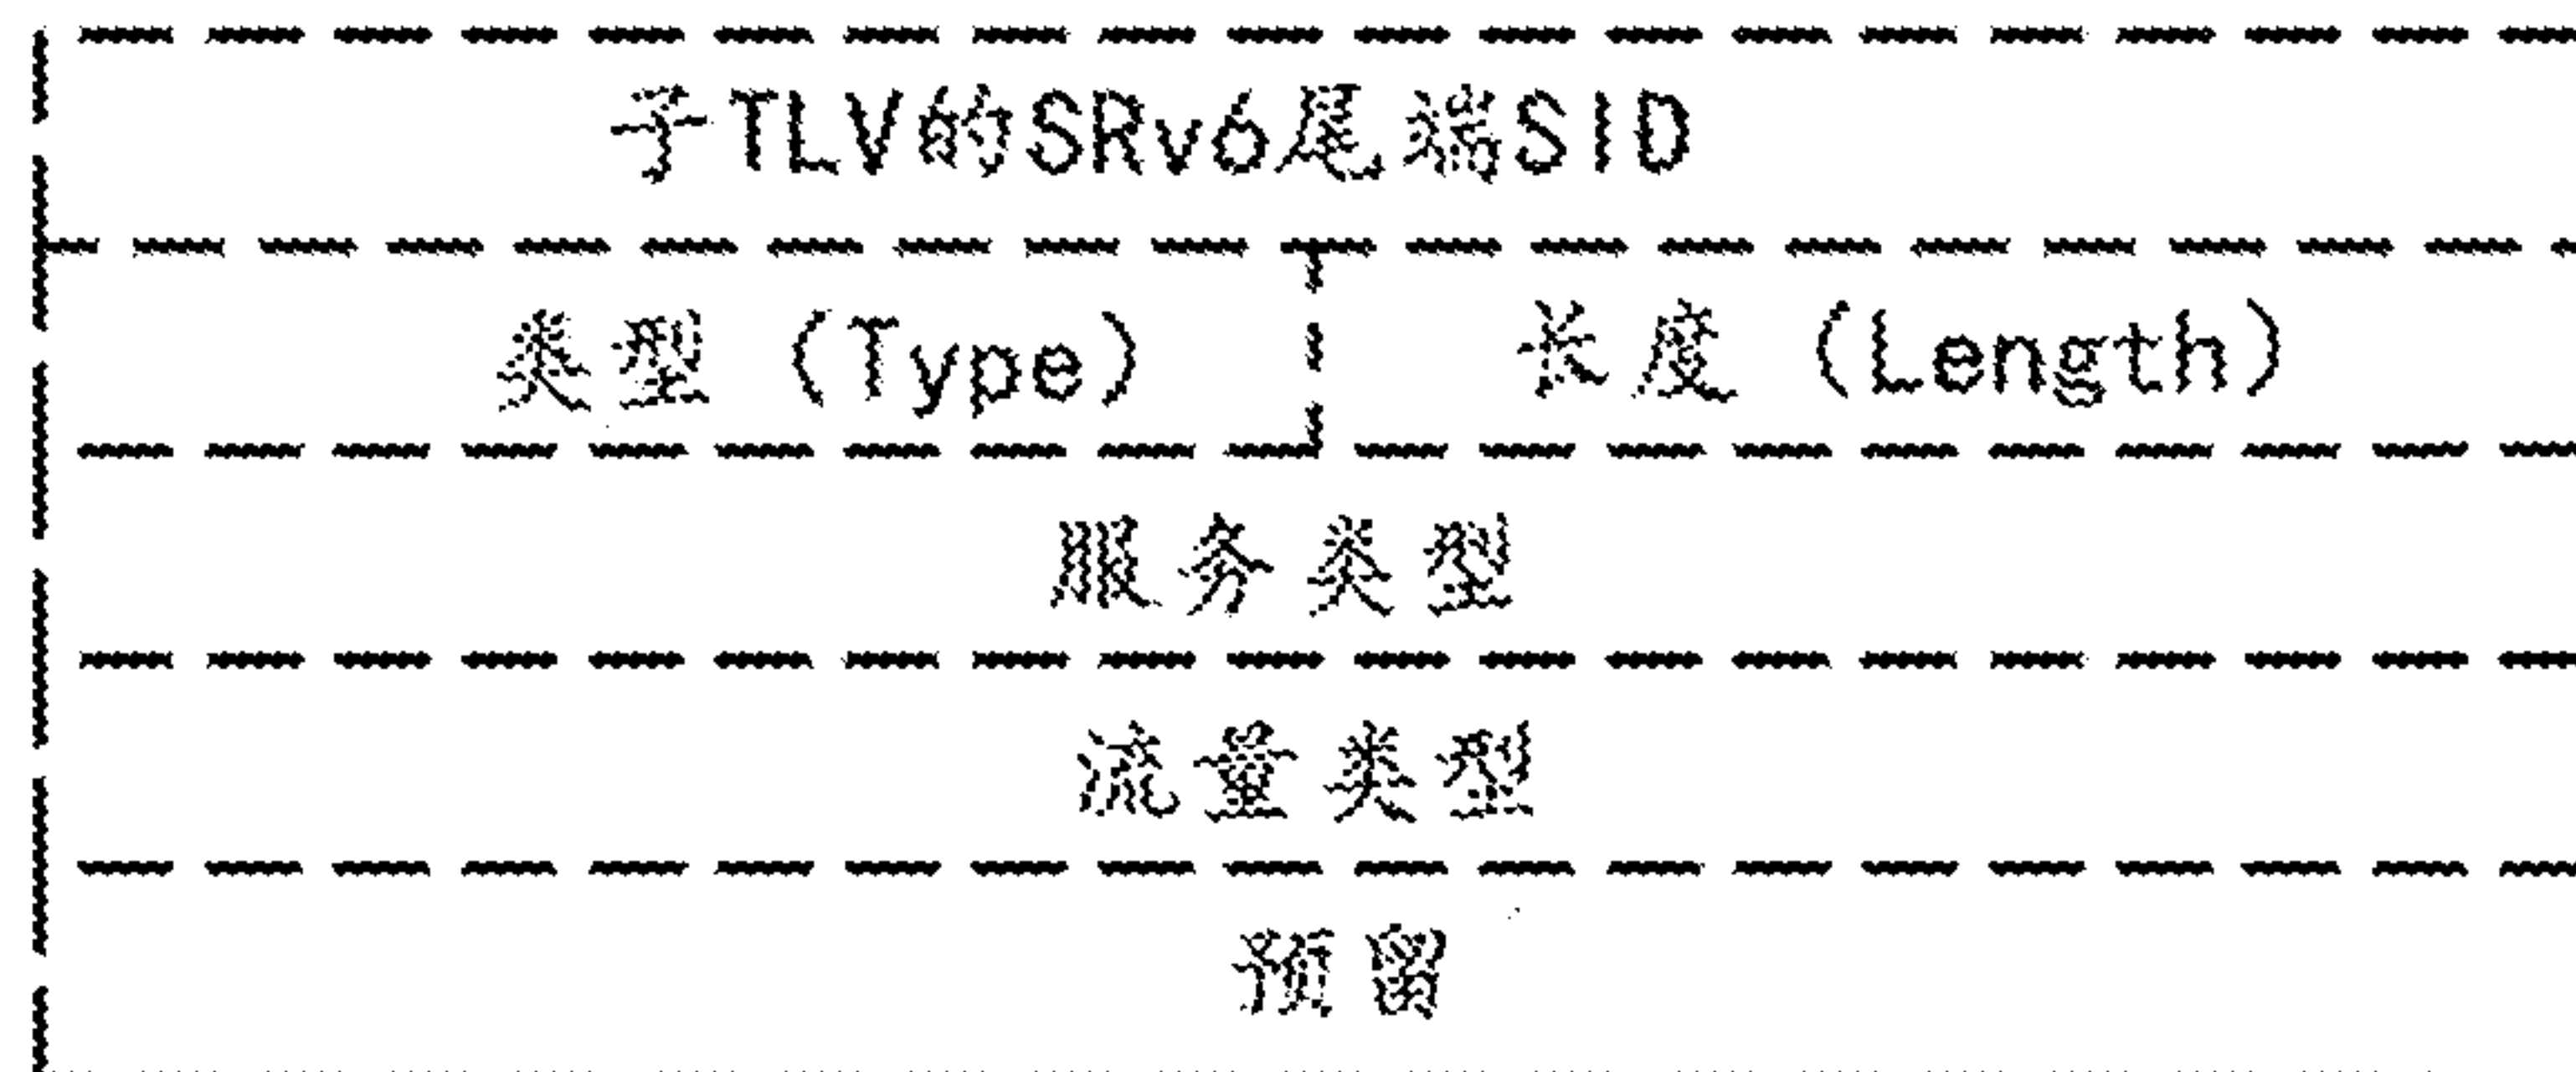 子TLV的SRv6尾端SID
类型 (Type) 长度 (Length)
服务类型
流量类型
预留